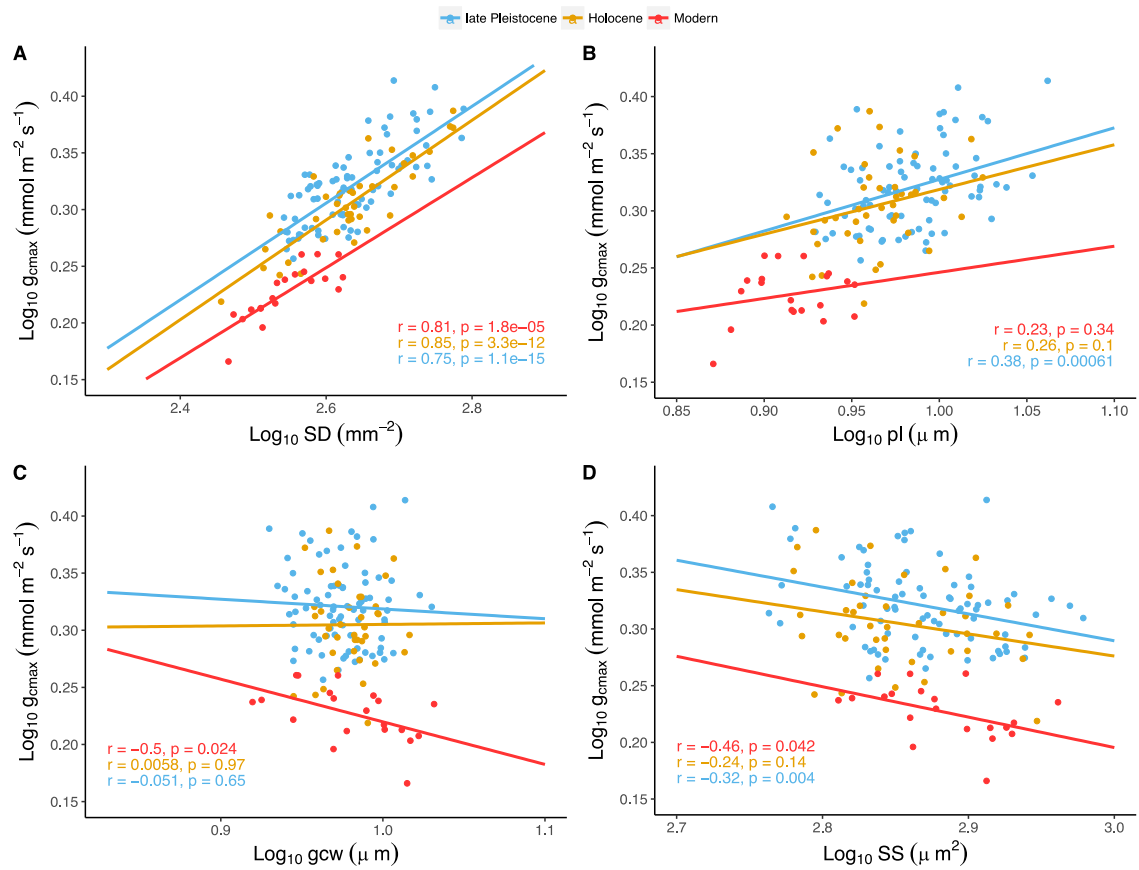 a late Pleistocene a Holocene a Modern
A
Log₁₀ gcmax (mmol m⁻² s⁻¹)
0.40
0.35
0.30
0.25
0.20
0.15
r = 0.81, p = 1.8e−05
r = 0.85, p = 3.3e−12
r = 0.75, p = 1.1e−15
2.4 2.6 2.8
Log₁₀ SD (mm⁻²)
B
Log₁₀ gcmax (mmol m⁻² s⁻¹)
0.40
0.35
0.30
0.25
0.20
0.15
r = 0.23, p = 0.34
r = 0.26, p = 0.1
r = 0.38, p = 0.00061
0.85 0.90 0.95 1.00 1.05 1.10
Log₁₀ pl (μ m)
C
Log₁₀ gcmax (mmol m⁻² s⁻¹)
0.40
0.35
0.30
0.25
0.20
0.15
r = −0.5, p = 0.024
r = 0.0058, p = 0.97
r = −0.051, p = 0.65
0.9 1.0 1.1
Log₁₀ gcw (μ m)
D
Log₁₀ gcmax (mmol m⁻² s⁻¹)
0.40
0.35
0.30
0.25
0.20
0.15
r = −0.46, p = 0.042
r = −0.24, p = 0.14
r = −0.32, p = 0.004
2.7 2.8 2.9 3.0
Log₁₀ SS (μ m²)